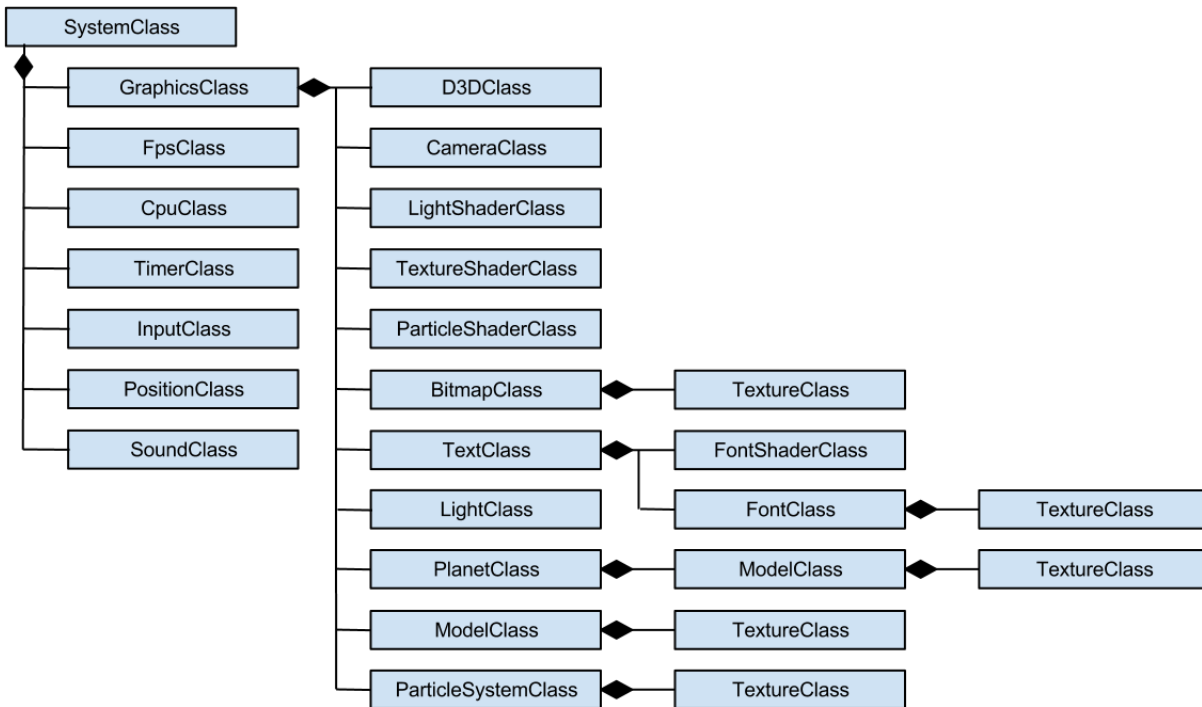 SystemClass
GraphicsClass
D3DClass
FpsClass
CameraClass
CpuClass
LightShaderClass
TimerClass
TextureShaderClass
InputClass
ParticleShaderClass
PositionClass
BitmapClass
TextureClass
SoundClass
TextClass
FontShaderClass
LightClass
FontClass
TextureClass
PlanetClass
ModelClass
TextureClass
ModelClass
TextureClass
ParticleSystemClass
TextureClass